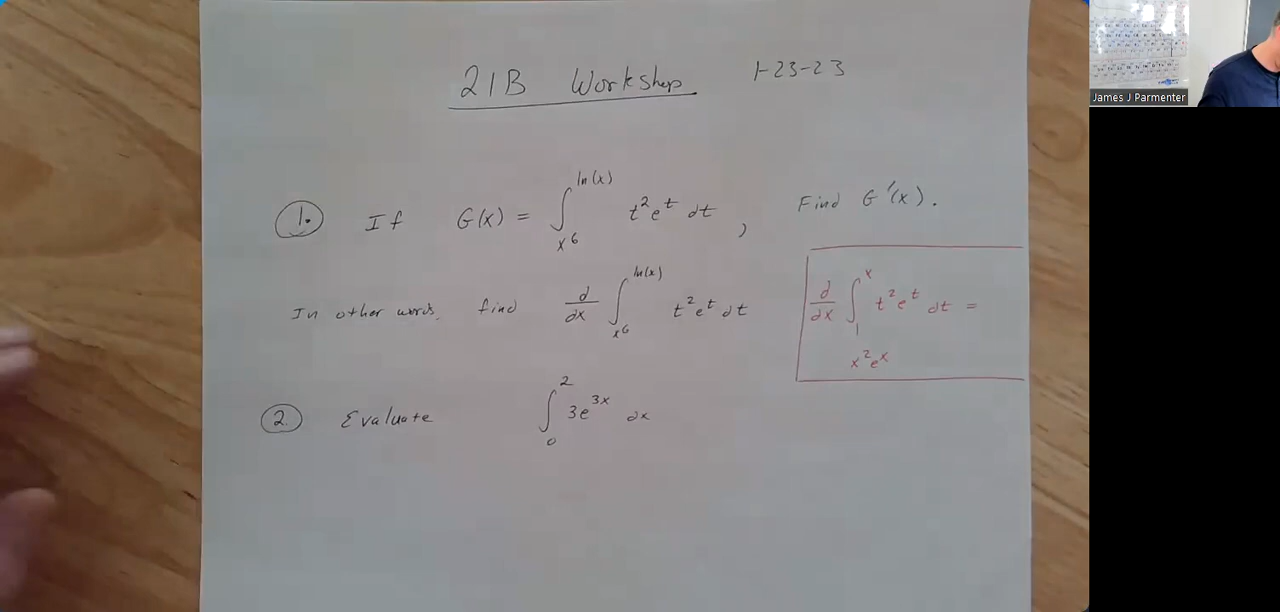 21B Workshop 1-23-23
1. If G(x) = ∫_{x^6}^{ln(x)} t^2 e^t dt , Find G'(x).
In other words, find d/dx ∫_{x^6}^{ln(x)} t^2 e^t dt
d/dx ∫_1^x t^2 e^t dt =
x^2 e^x
2. Evaluate ∫_0^2 3e^{3x} dx
James J Parmenter